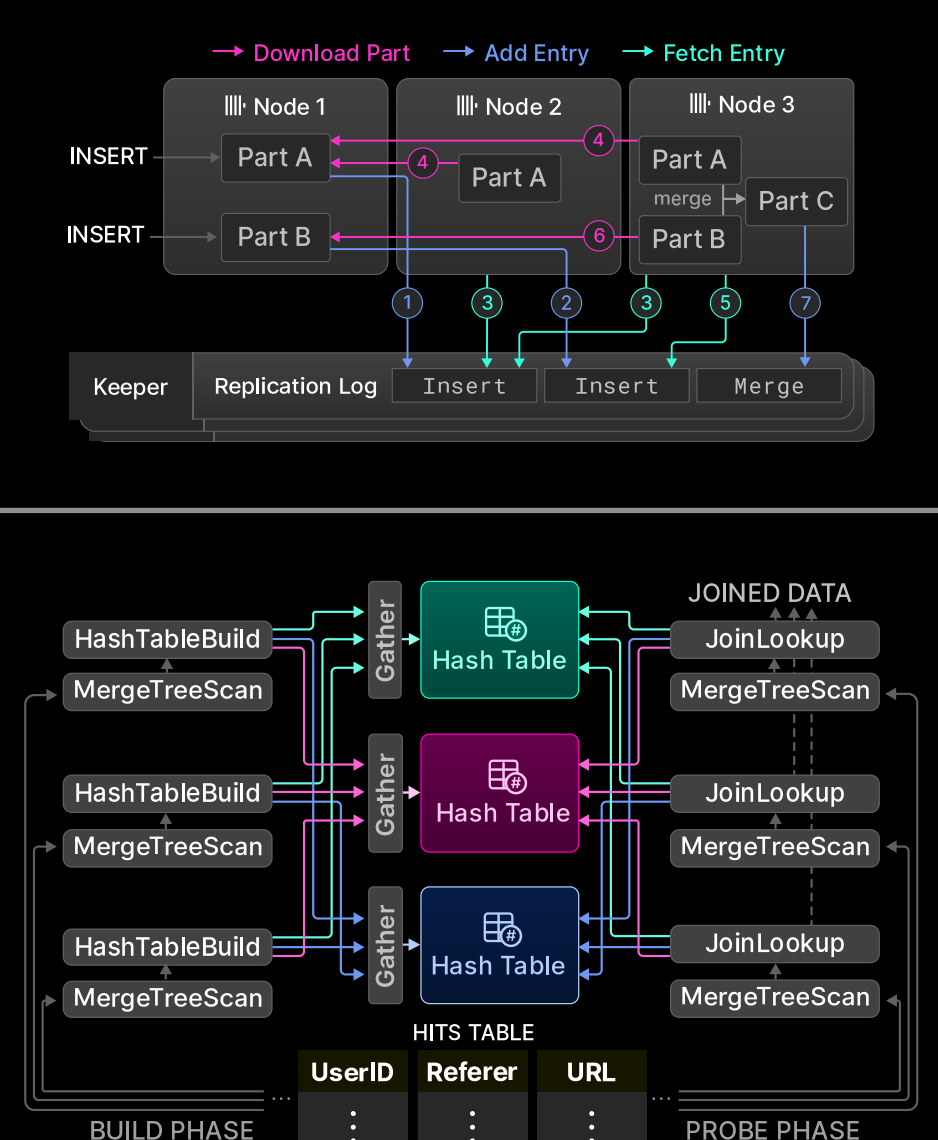 Download Part Add Entry Fetch Entry
Node 1 Node 2 Node 3
INSERT Part A 4 4 Part A Part A
merge Part C
INSERT Part B 6 Part B
1 3 2 3 5 7
Keeper Replication Log Insert Insert Merge
JOINED DATA
HashTableBuild Gather # Hash Table JoinLookup
MergeTreeScan MergeTreeScan
HashTableBuild Gather # Hash Table JoinLookup
MergeTreeScan MergeTreeScan
HashTableBuild Gather # Hash Table JoinLookup
MergeTreeScan MergeTreeScan
HITS TABLE
UserID Referer URL
... ...
BUILD PHASE ⋮ ⋮ ⋮ PROBE PHASE